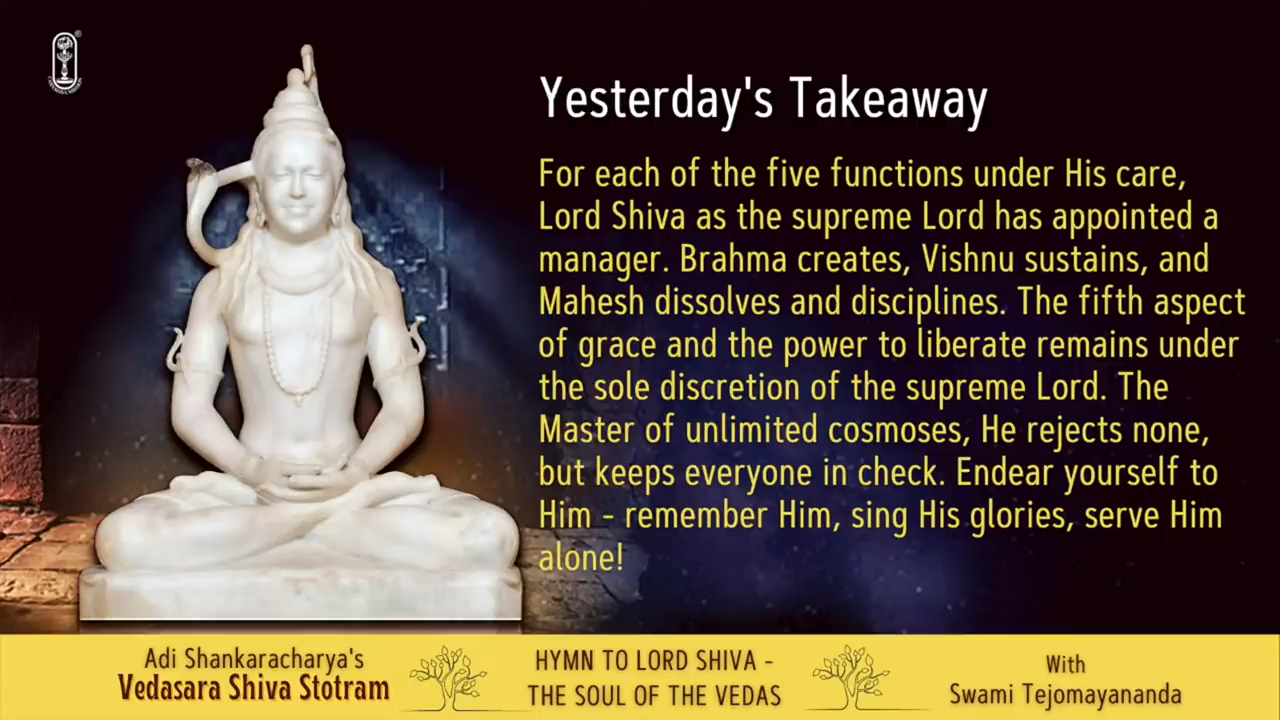 Yesterday's Takeaway
For each of the five functions under His care,
Lord Shiva as the supreme Lord has appointed a
manager. Brahma creates, Vishnu sustains, and
Mahesh dissolves and disciplines. The fifth aspect
of grace and the power to liberate remains under
the sole discretion of the supreme Lord. The
Master of unlimited cosmoses, He rejects none,
but keeps everyone in check. Endear yourself to
Him - remember Him, sing His glories, serve Him
alone!
Adi Shankaracharya's
Vedasara Shiva Stotram
HYMN TO LORD SHIVA -
THE SOUL OF THE VEDAS
With
Swami Tejomayananda